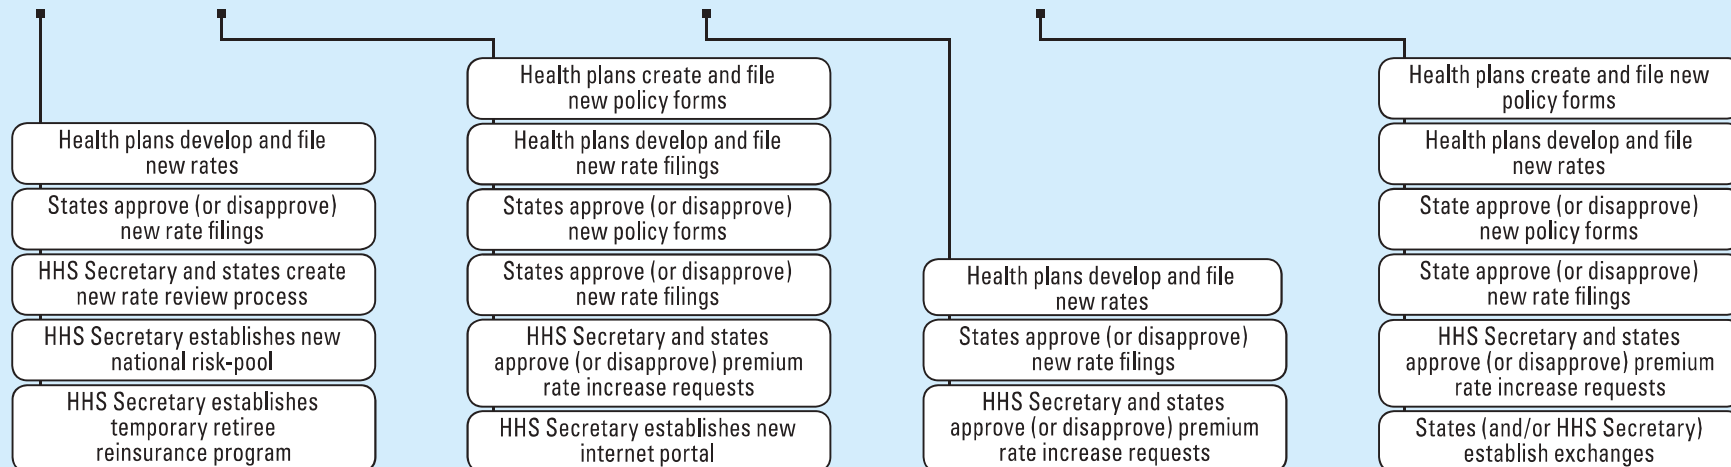 Health plans develop and file
new rates
States approve (or disapprove)
new rate filings
HHS Secretary and states create
new rate review process
HHS Secretary establishes new
national risk-pool
HHS Secretary establishes
temporary retiree
reinsurance program
Health plans create and file
new policy forms
Health plans develop and file
new rate filings
States approve (or disapprove)
new policy forms
States approve (or disapprove)
new rate filings
HHS Secretary and states
approve (or disapprove) premium
rate increase requests
HHS Secretary establishes new
internet portal
Health plans develop and file
new rates
States approve (or disapprove)
new rate filings
HHS Secretary and states
approve (or disapprove) premium
rate increase requests
Health plans create and file new
policy forms
Health plans develop and file
new rates
State approve (or disapprove)
new policy forms
State approve (or disapprove)
new rate filings
HHS Secretary and states
approve (or disapprove) premium
rate increase requests
States (and/or HHS Secretary)
establish exchanges